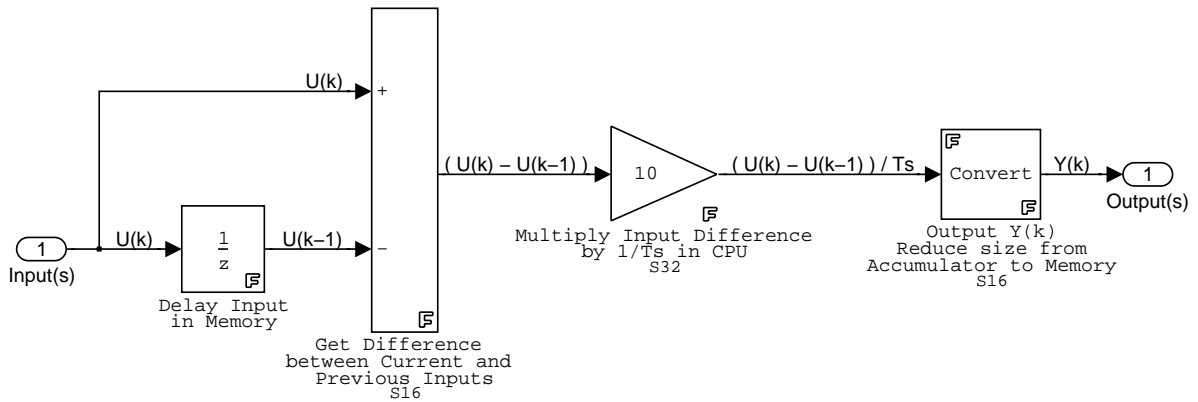 1
Input(s)
U(k)
1
z
F
Delay Input
in Memory
U(k)
U(k−1)
+
−
F
Get Difference
between Current and
Previous Inputs
S16
( U(k) − U(k−1) )
10
F
Multiply Input Difference
by 1/Ts in CPU
S32
( U(k) − U(k−1) ) / Ts
F
Convert
F
Output Y(k)
Reduce size from
Accumulator to Memory
S16
Y(k)
1
Output(s)